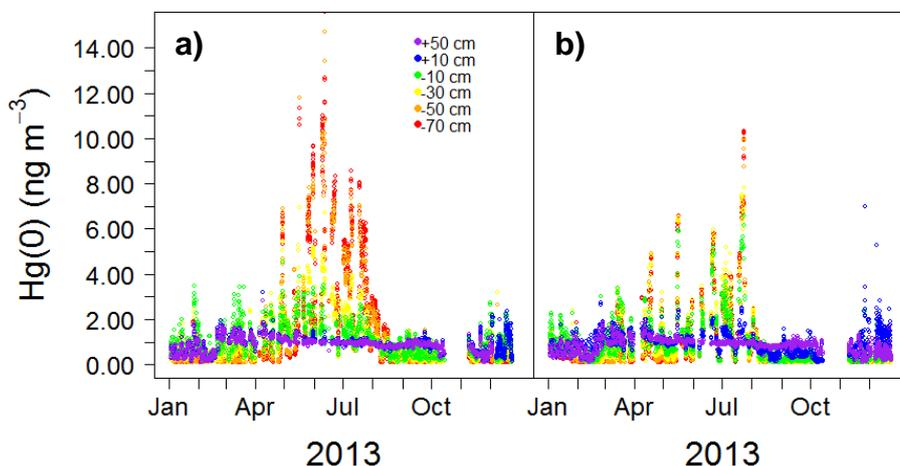 a)
+50 cm
+10 cm
-10 cm
-30 cm
-50 cm
-70 cm
b)
Hg(0) (ng m⁻³)
14.00
12.00
10.00
8.00
6.00
4.00
2.00
0.00
Jan Apr Jul Oct Jan Apr Jul Oct
2013 2013